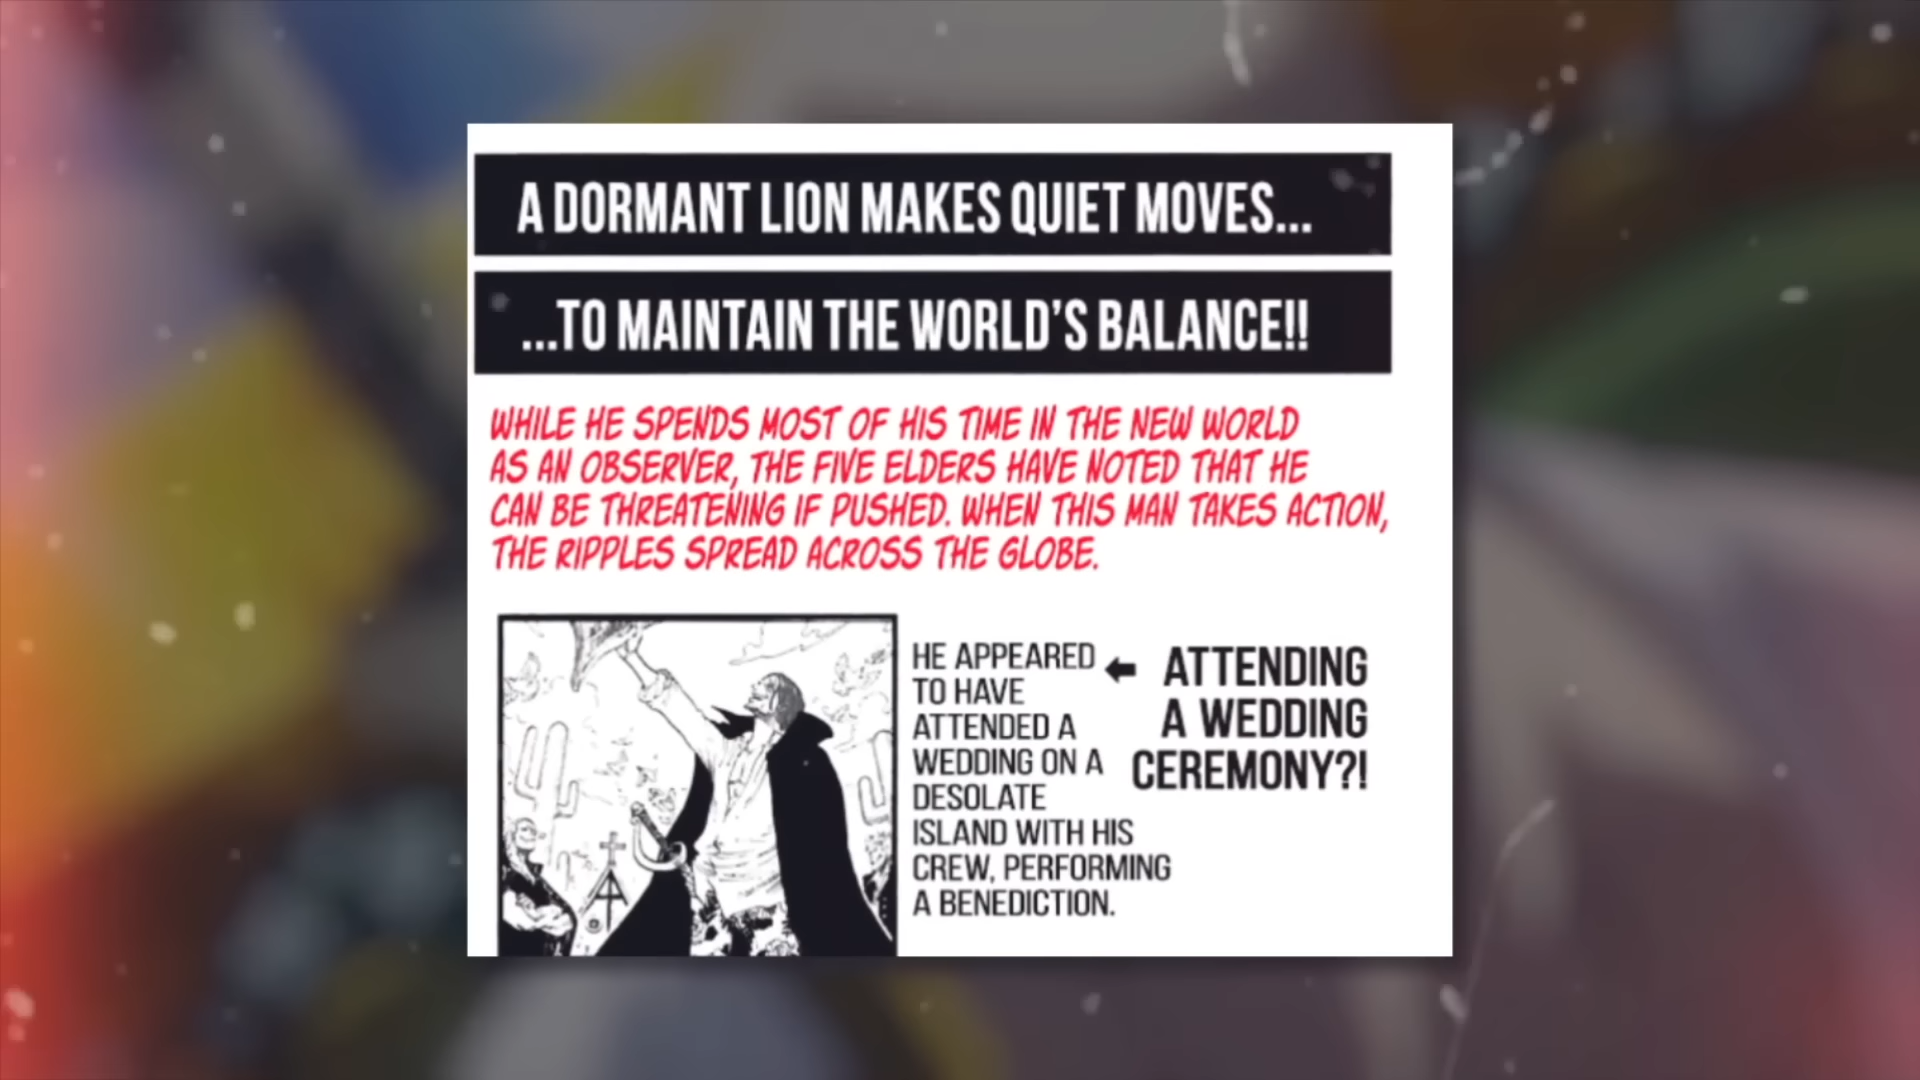 A DORMANT LION MAKES QUIET MOVES...
...TO MAINTAIN THE WORLD'S BALANCE!!
WHILE HE SPENDS MOST OF HIS TIME IN THE NEW WORLD
AS AN OBSERVER, THE FIVE ELDERS HAVE NOTED THAT HE
CAN BE THREATENING IF PUSHED. WHEN THIS MAN TAKES ACTION,
THE RIPPLES SPREAD ACROSS THE GLOBE.
ATTENDING
A WEDDING
CEREMONY?!
HE APPEARED
TO HAVE
ATTENDED A
WEDDING ON A
DESOLATE
ISLAND WITH HIS
CREW, PERFORMING
A BENEDICTION.